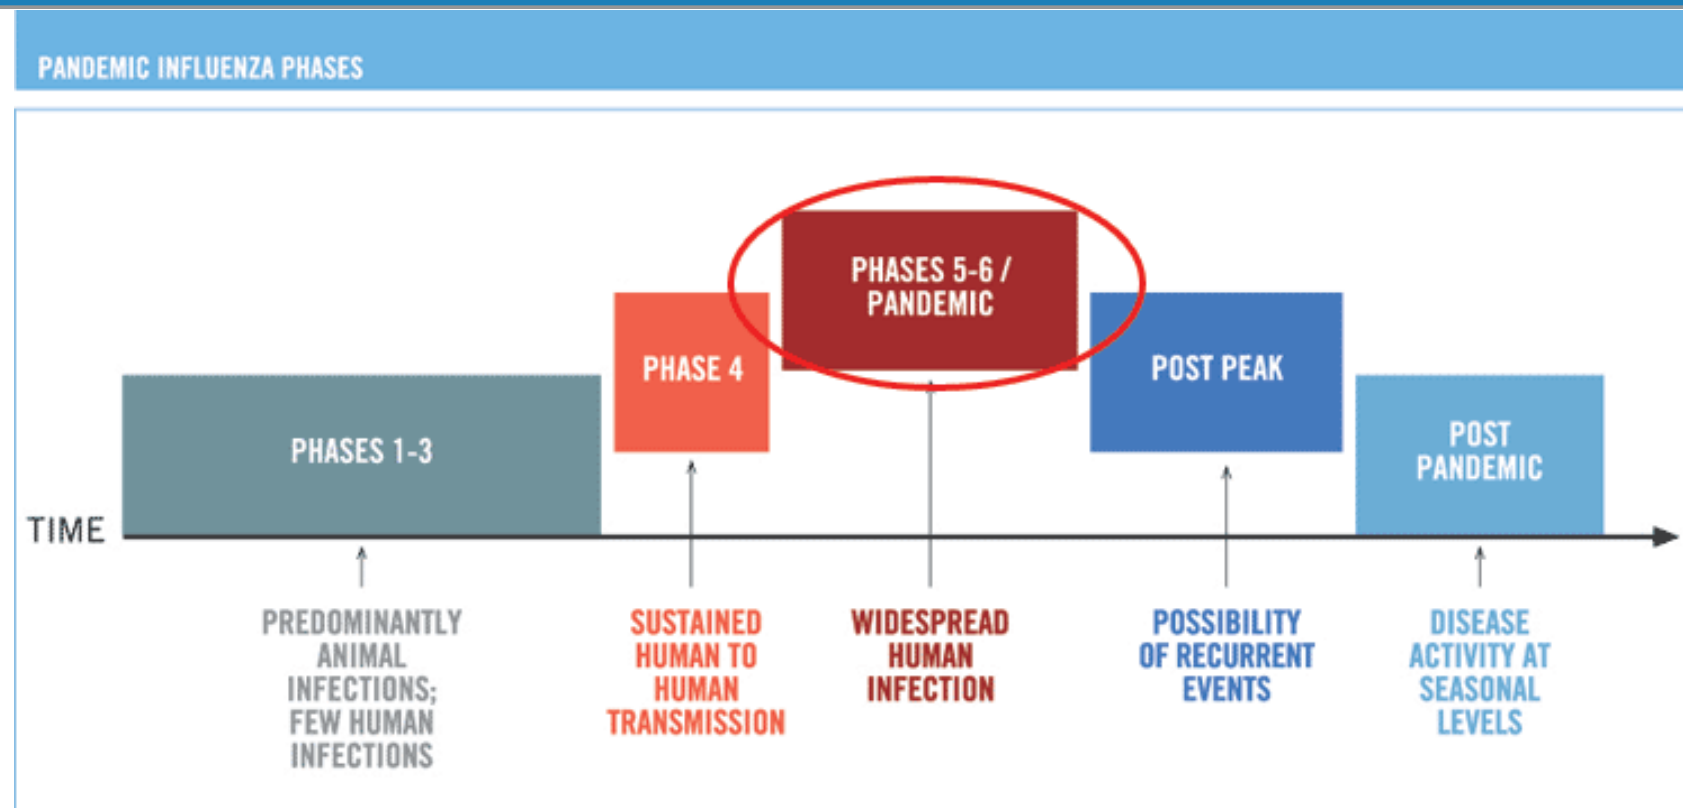 PANDEMIC INFLUENZA PHASES
PHASES 5-6 /
PANDEMIC
PHASE 4
POST PEAK
PHASES 1-3
POST
PANDEMIC
TIME
PREDOMINANTLY
ANIMAL
INFECTIONS;
FEW HUMAN
INFECTIONS
SUSTAINED
HUMAN TO
HUMAN
TRANSMISSION
WIDESPREAD
HUMAN
INFECTION
POSSIBILITY
OF RECURRENT
EVENTS
DISEASE
ACTIVITY AT
SEASONAL
LEVELS